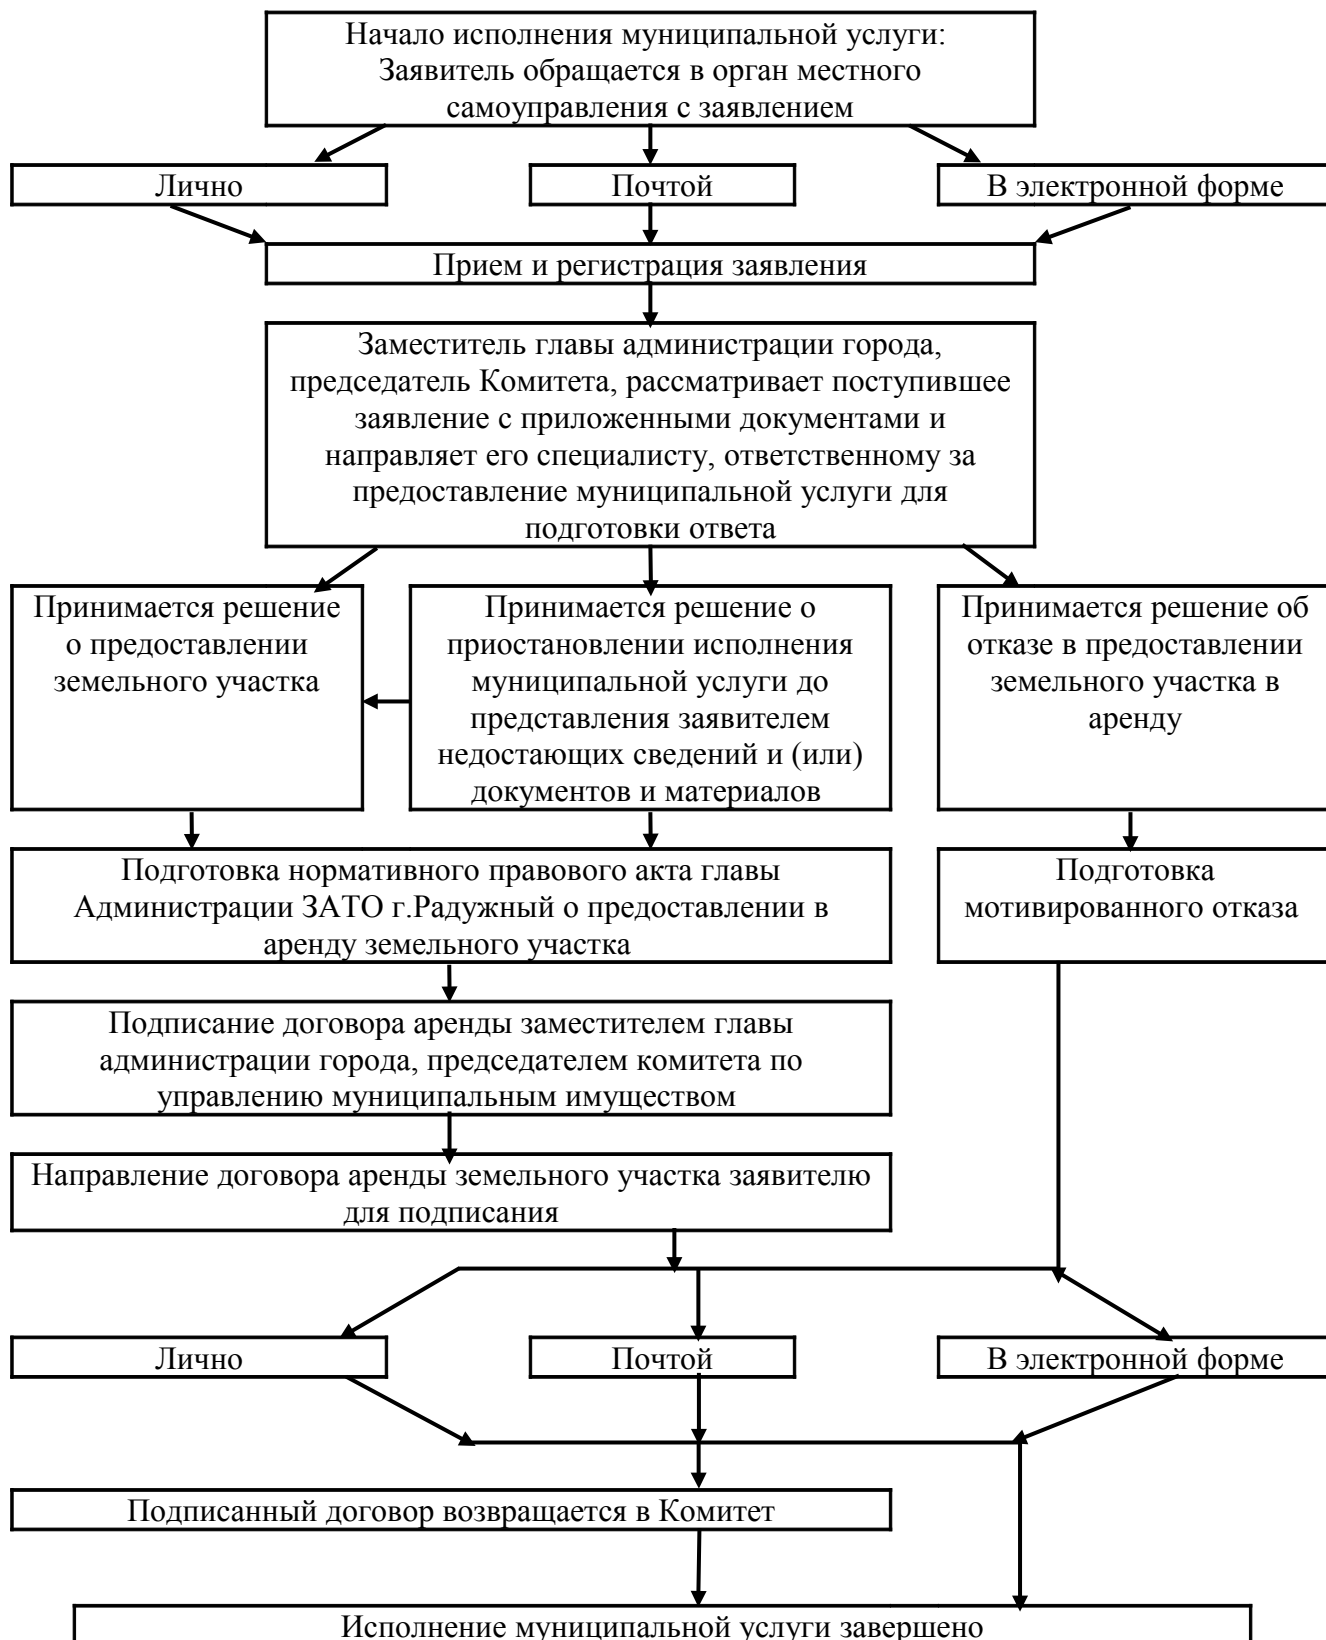 Начало исполнения муниципальной услуги:
Заявитель обращается в орган местного
самоуправления с заявлением
Лично
Почтой
В электронной форме
Прием и регистрация заявления
Заместитель главы администрации города,
председатель Комитета, рассматривает поступившее
заявление с приложенными документами и
направляет его специалисту, ответственному за
предоставление муниципальной услуги для
подготовки ответа
Принимается решение
о предоставлении
земельного участка
Принимается решение о
приостановлении исполнения
муниципальной услуги до
представления заявителем
недостающих сведений и (или)
документов и материалов
Принимается решение об
отказе в предоставлении
земельного участка в
аренду
Подготовка нормативного правового акта главы
Администрации ЗАТО г.Радужный о предоставлении в
аренду земельного участка
Подготовка
мотивированного отказа
Подписание договора аренды заместителем главы
администрации города, председателем комитета по
управлению муниципальным имуществом
Направление договора аренды земельного участка заявителю
для подписания
Лично
Почтой
В электронной форме
Подписанный договор возвращается в Комитет
Исполнение муниципальной услуги завершено